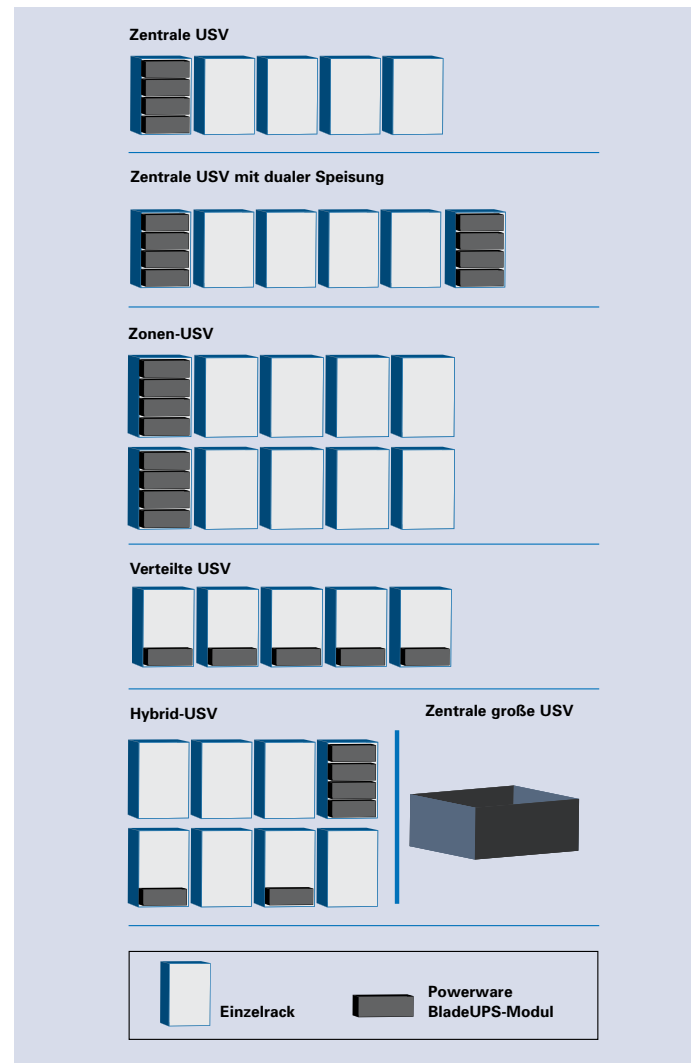 Zentrale USV
Zentrale USV mit dualer Speisung
Zonen-USV
Verteilte USV
Hybrid-USV
Zentrale große USV
Einzelrack
Powerware
BladeUPS-Modul